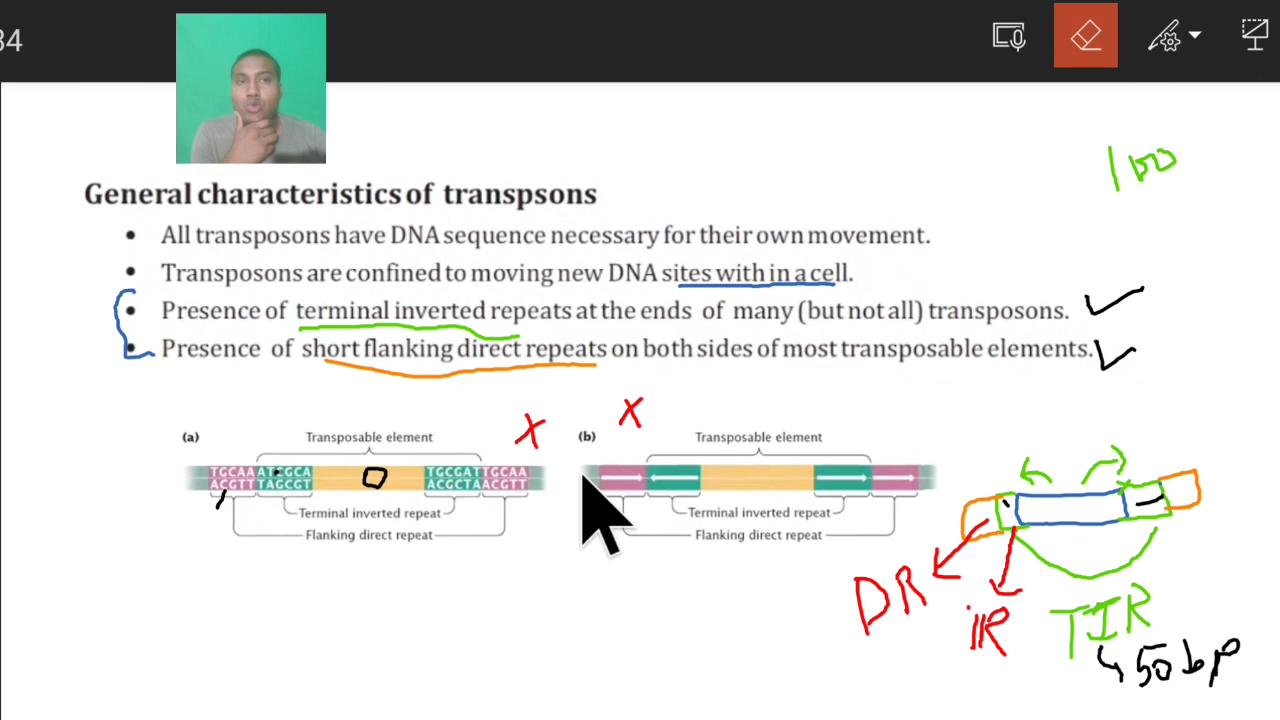 34
100
General characteristics of transpsons
• All transposons have DNA sequence necessary for their own movement.
• Transposons are confined to moving new DNA sites with in a cell.
• Presence of terminal inverted repeats at the ends of many (but not all) transposons.
• Presence of short flanking direct repeats on both sides of most transposable elements.
X X
(a) Transposable element
TGCAA ATCGCA TGCGAT TGCAA
ACGTT TAGCGT ACGCTA ACGTT
Terminal inverted repeat
Flanking direct repeat
(b) Transposable element
Terminal inverted repeat
Flanking direct repeat
DR
IR
TIR
50 bp